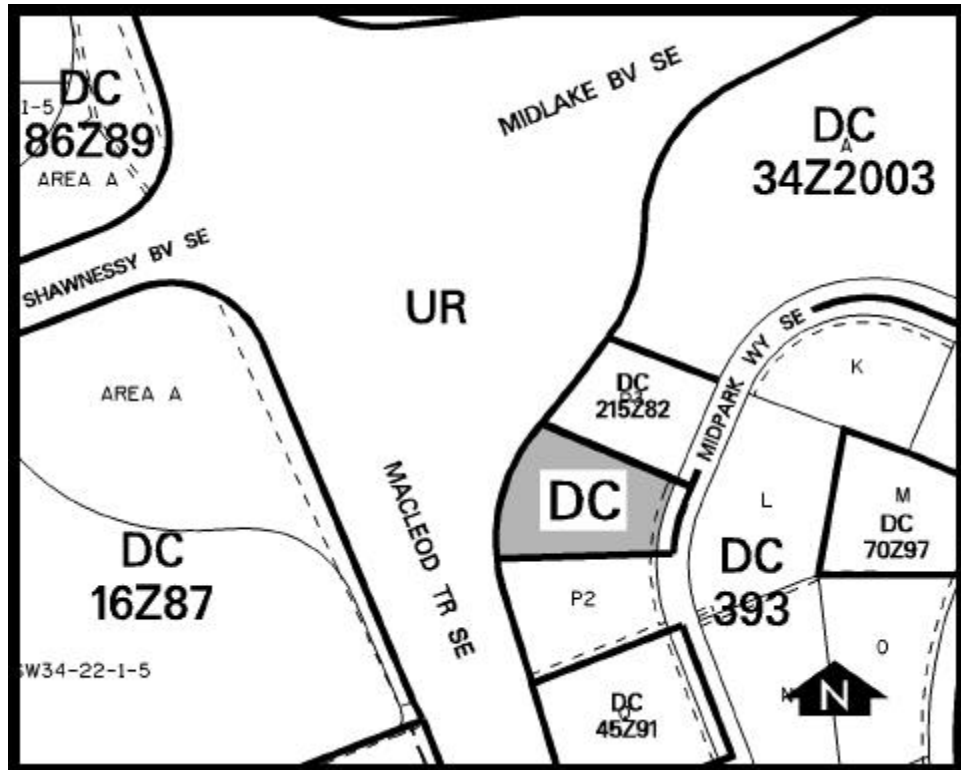 MIDLAKE BV SE
DC
1-5
86Z89
AREA A
DC
A
34Z2003
SHAWNESSY BV SE
UR
MIDPARK WY SE
K
AREA A
DC
215Z82
MACLEOD TR SE
DC
L
M
DC
70Z97
DC
16Z87
DC
393
P2
SW34-22-1-5
O
N
N
DC
Q
45Z91